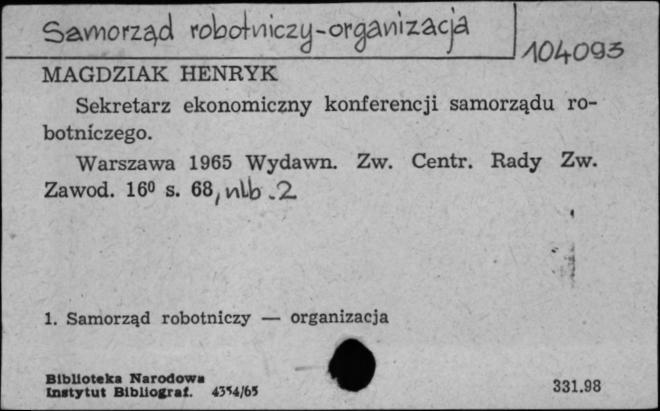 Samorząd robotniczy-organizacja
104093
MAGDZIAK HENRYK
Sekretarz ekonomiczny konferencji samorządu ro-
botniczego.
Warszawa 1965 Wydawn. Zw. Centr. Rady Zw.
Zawod. 16⁰ s. 68, nlb. 2
1. Samorząd robotniczy — organizacja
Biblioteka Narodowa
Instytut Bibliograf. 4354/65
331.98